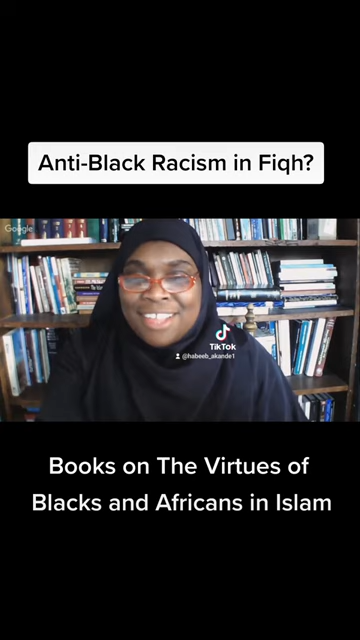 Anti-Black Racism in Fiqh?
Google
TikTok
@habeeb_akande1
Books on The Virtues of
Blacks and Africans in Islam